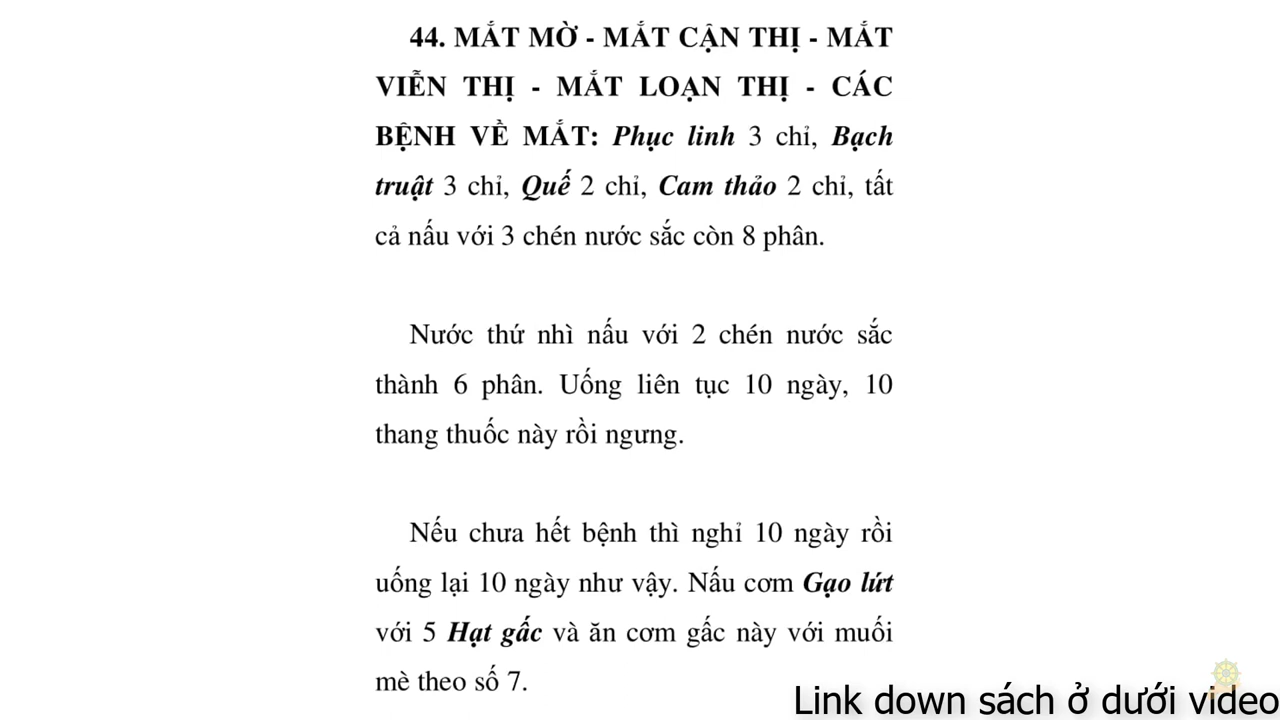 44. MẮT MỜ - MẮT CẬN THỊ - MẮT
VIỄN THỊ - MẮT LOẠN THỊ - CÁC
BỆNH VỀ MẮT: Phục linh 3 chỉ, Bạch
truật 3 chỉ, Quế 2 chỉ, Cam thảo 2 chỉ, tất
cả nấu với 3 chén nước sắc còn 8 phân.
Nước thứ nhì nấu với 2 chén nước sắc
thành 6 phân. Uống liên tục 10 ngày, 10
thang thuốc này rồi ngưng.
Nếu chưa hết bệnh thì nghỉ 10 ngày rồi
uống lại 10 ngày như vậy. Nấu cơm Gạo lứt
với 5 Hạt gấc và ăn cơm gấc này với muối
mè theo số 7.
Link down sách ở dưới video